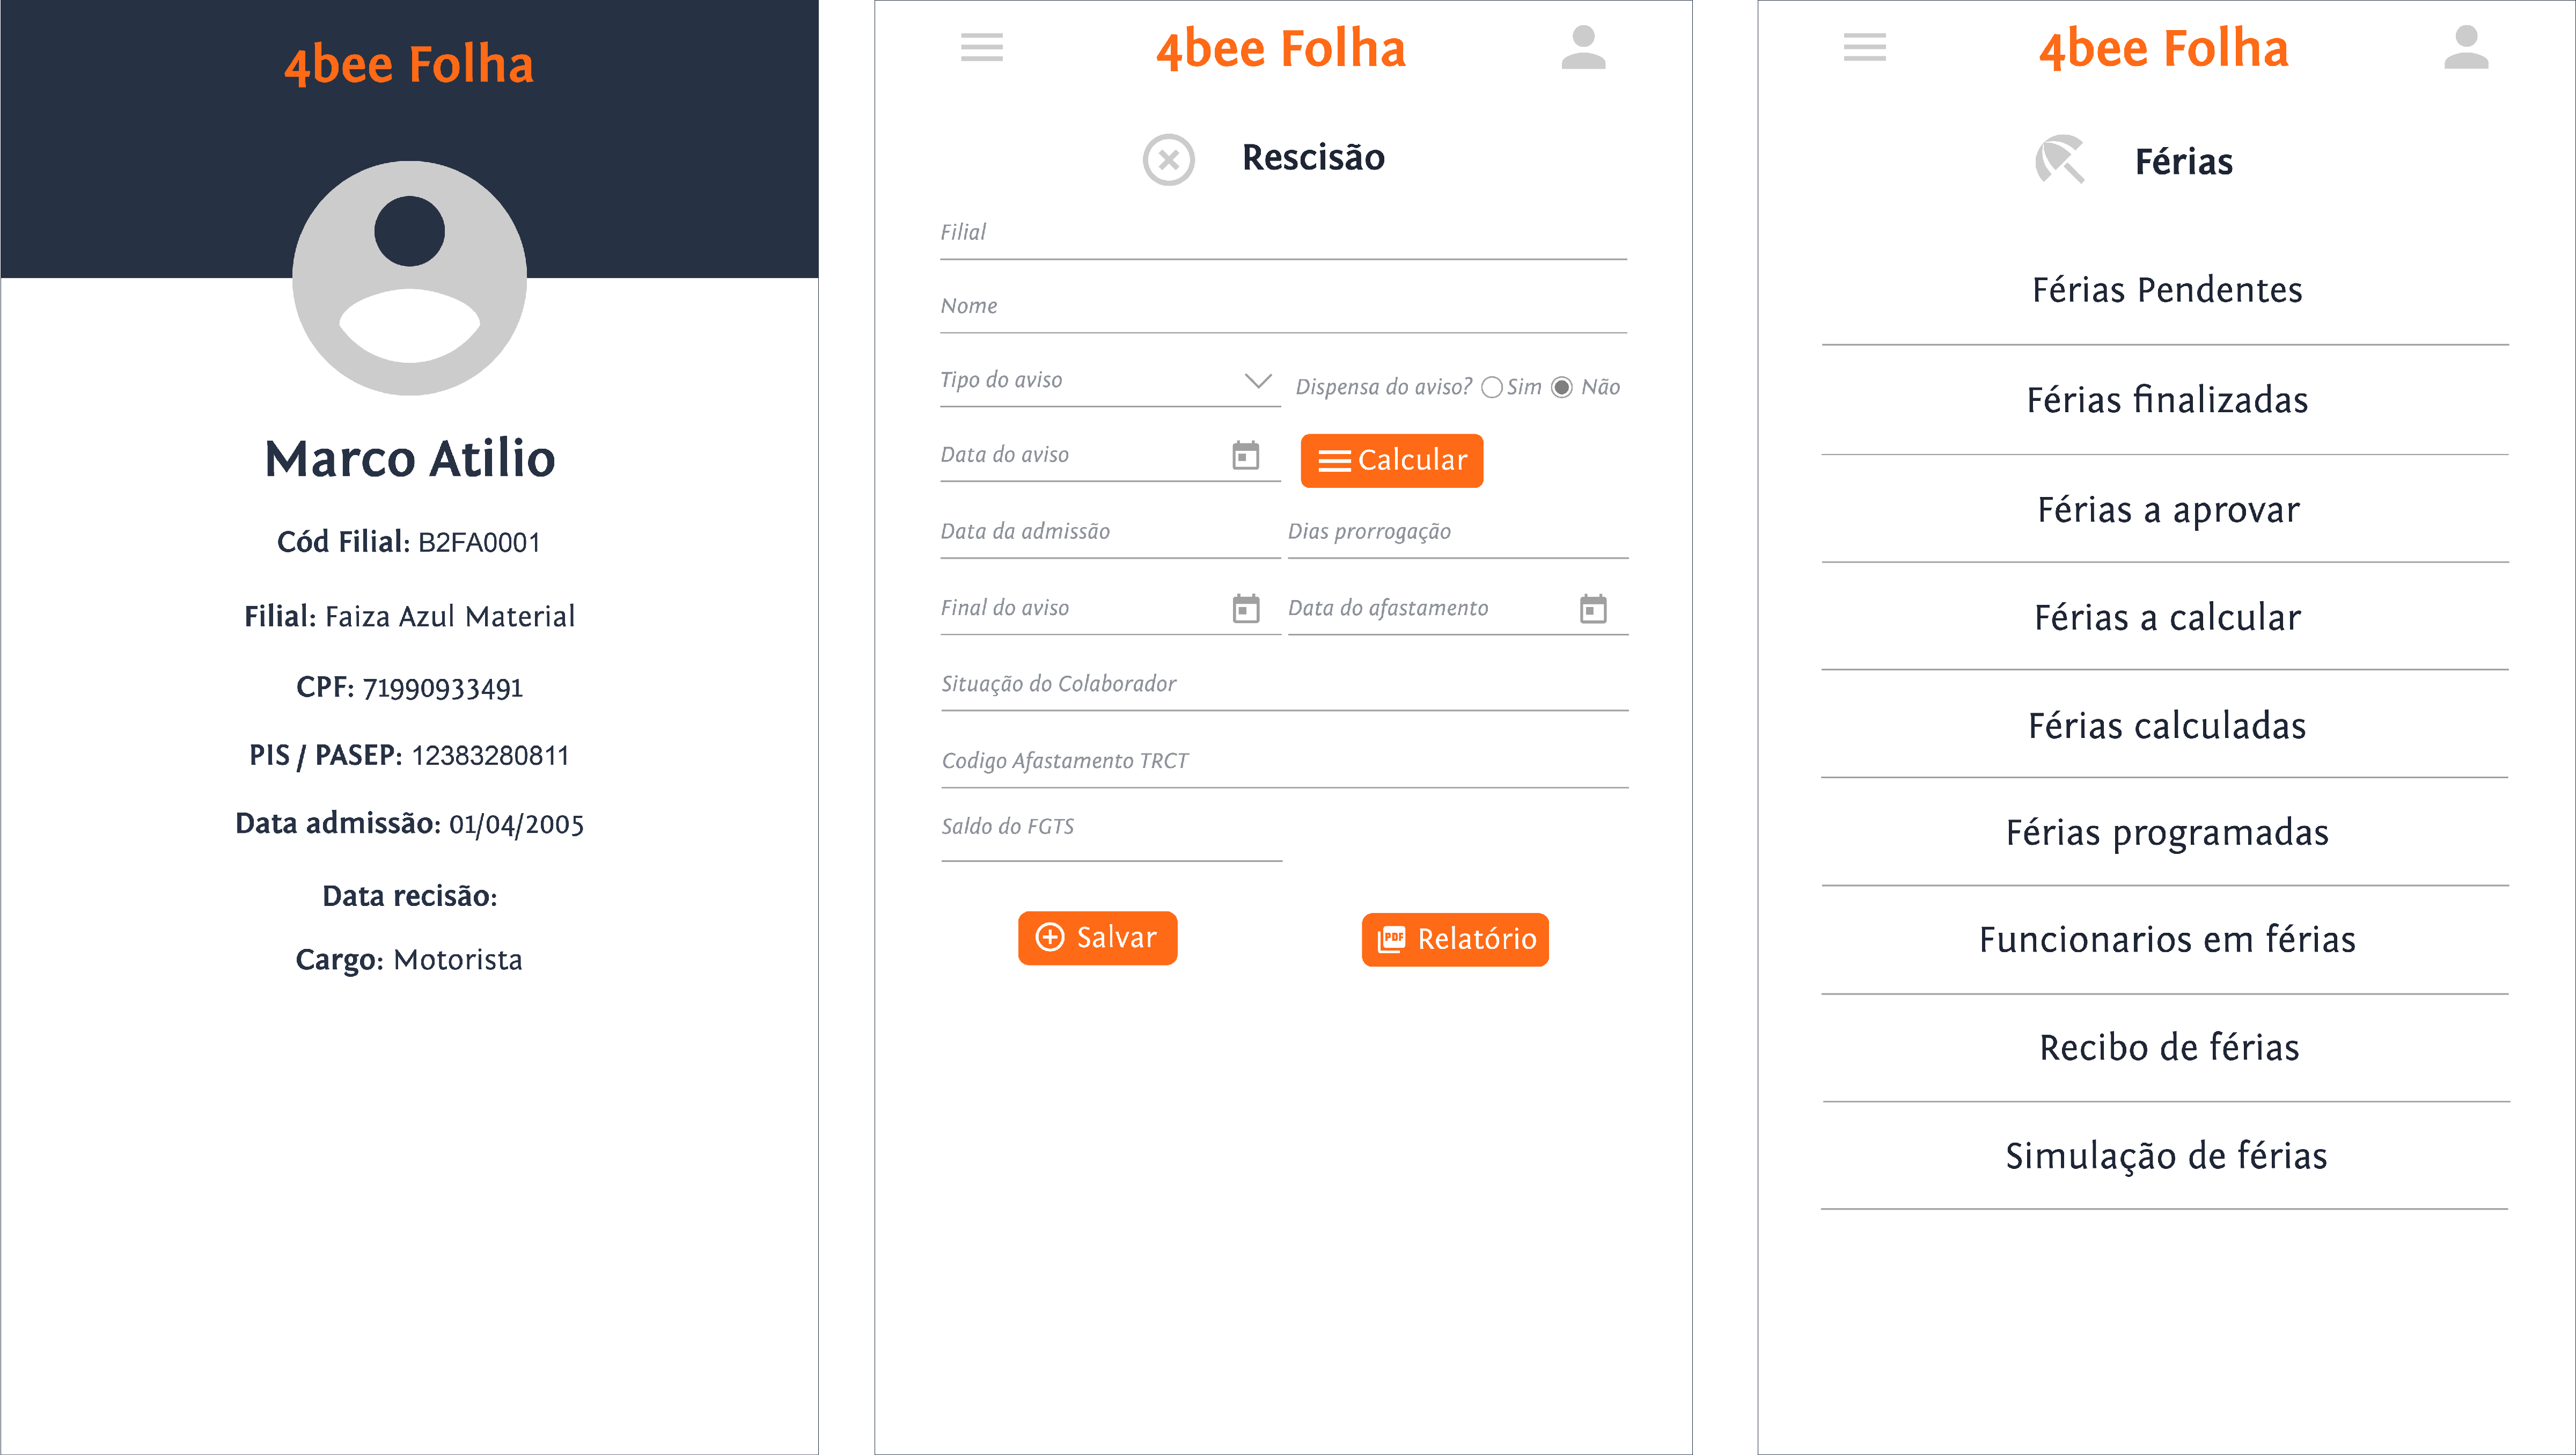 4bee Folha
Marco Atilio
Cód Filial: B2FA0001
Filial: Faiza Azul Material
CPF: 71990933491
PIS / PASEP: 12383280811
Data admissão: 01/04/2005
Data recisão:
Cargo: Motorista
4bee Folha
Rescisão
Filial
Nome
Tipo do aviso
Dispensa do aviso? Sim Não
Data do aviso
Calcular
Data da admissão
Dias prorrogação
Final do aviso
Data do afastamento
Situação do Colaborador
Codigo Afastamento TRCT
Saldo do FGTS
Salvar
PDF Relatório
4bee Folha
Férias
Férias Pendentes
Férias finalizadas
Férias a aprovar
Férias a calcular
Férias calculadas
Férias programadas
Funcionarios em férias
Recibo de férias
Simulação de férias